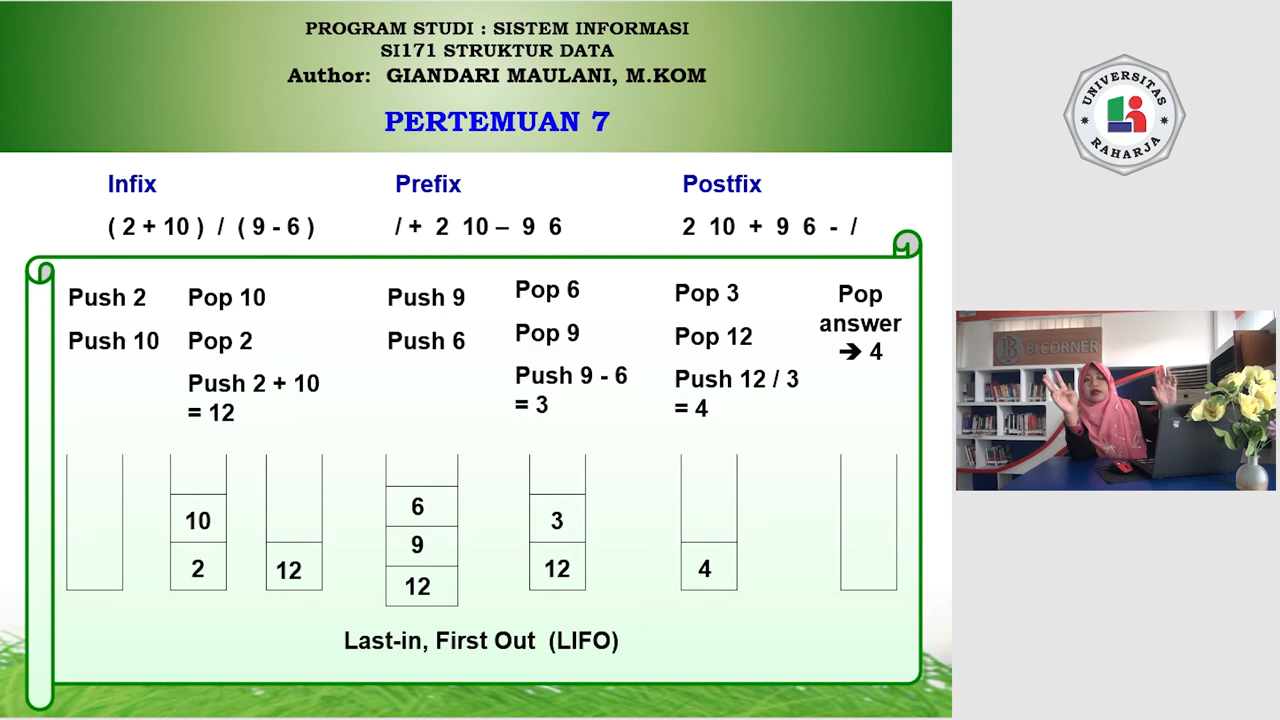 PROGRAM STUDI : SISTEM INFORMASI
SI171 STRUKTUR DATA
Author: GIANDARI MAULANI, M.KOM
PERTEMUAN 7
UNIVERSITAS
RAHARJA
Infix Prefix Postfix
( 2 + 10 ) / ( 9 - 6 ) / + 2 10 – 9 6 2 10 + 9 6 - /
Push 2
Push 10
Pop 10
Pop 2
Push 2 + 10
= 12
Push 9
Push 6
Pop 6
Pop 9
Push 9 - 6
= 3
Pop 3
Pop 12
Push 12 / 3
= 4
Pop
answer
➔ 4
10
2
12
6
9
12
3
12
4
Last-in, First Out (LIFO)
BI CORNER